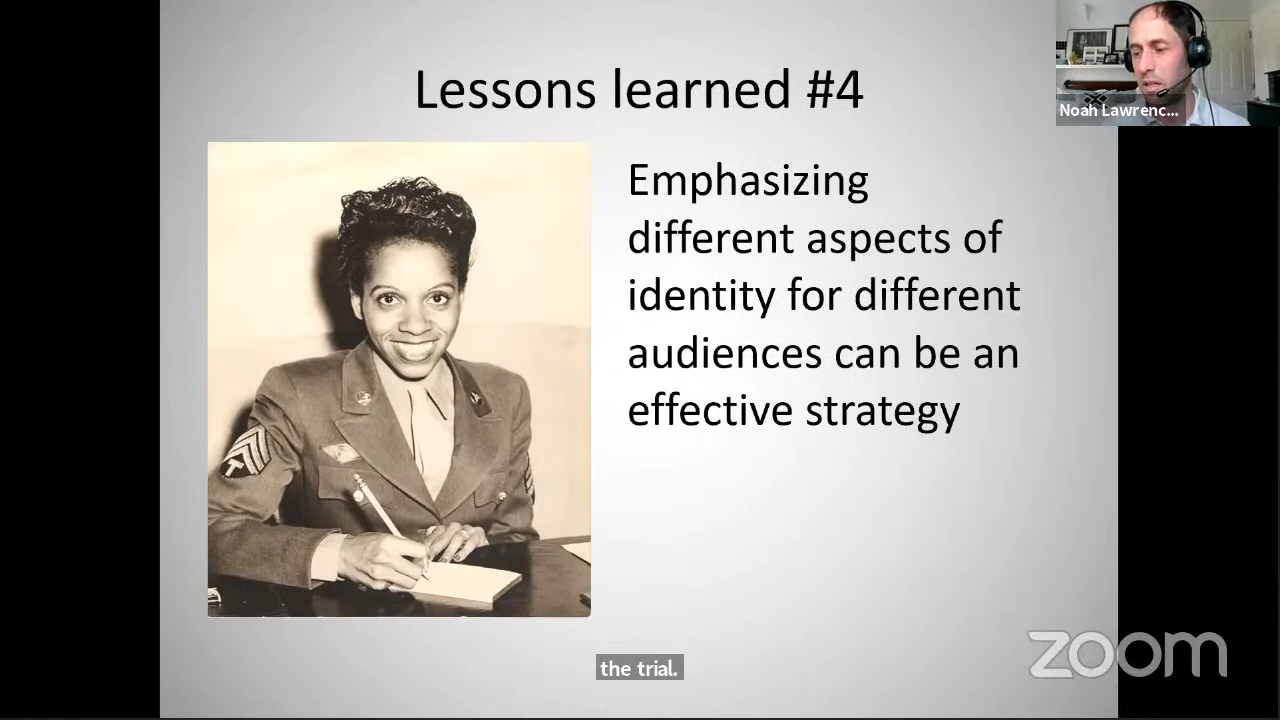 Lessons learned #4
Noah Lawrenc...
Emphasizing
different aspects of
identity for different
audiences can be an
effective strategy
the trial.
zoom